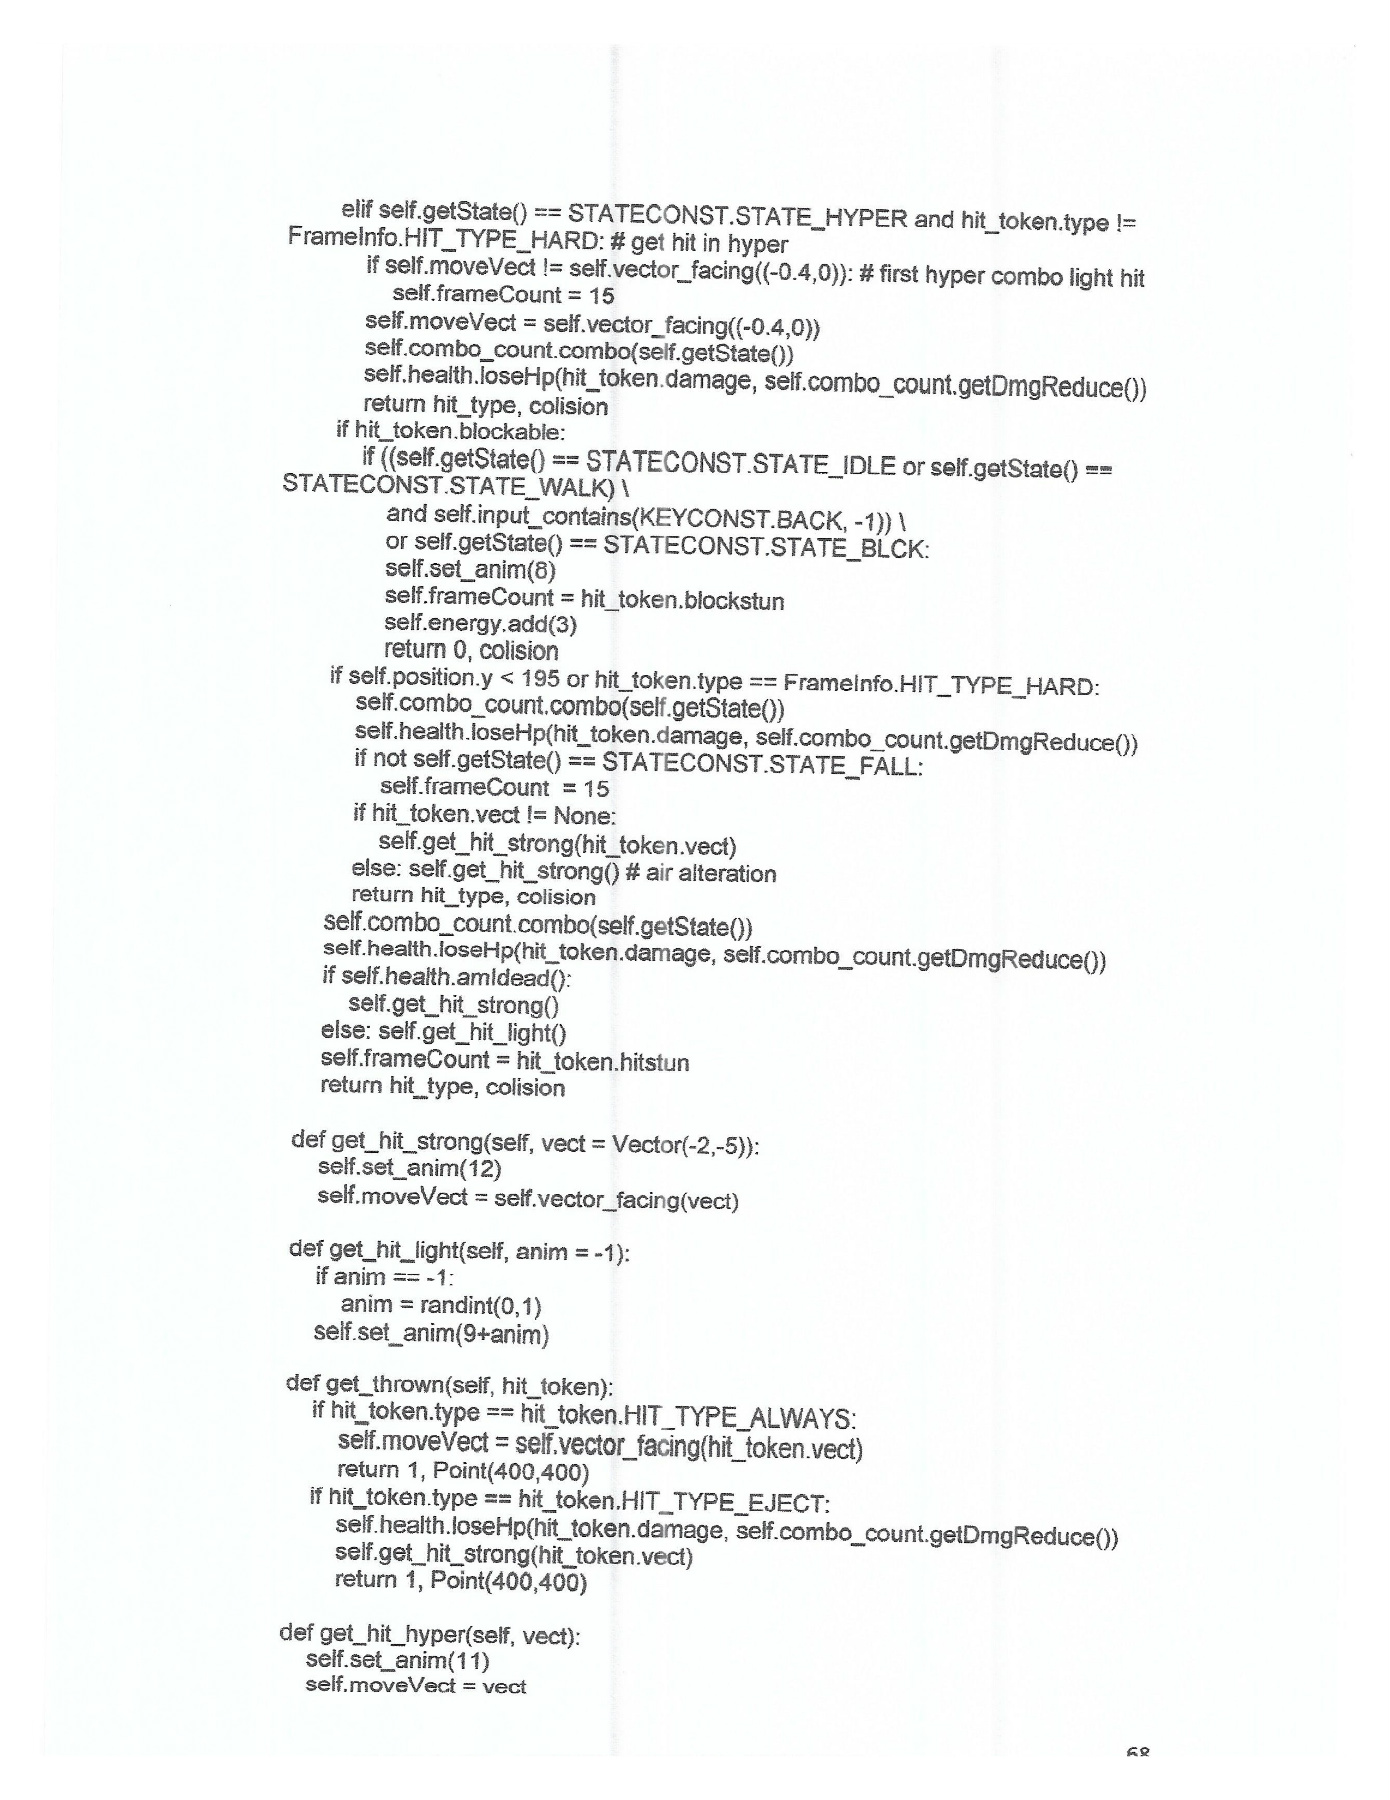 elif self.getState() == STATECONST.STATE_HYPER and hit_token.type !=
FrameInfo.HIT_TYPE_HARD: # get hit in hyper
if self.moveVect != self.vector_facing((-0.4,0)): # first hyper combo light hit
self.frameCount = 15
self.moveVect = self.vector_facing((-0.4,0))
self.combo_count.combo(self.getState())
self.health.loseHp(hit_token.damage, self.combo_count.getDmgReduce())
return hit_type, colision
if hit_token.blockable:
if ((self.getState() == STATECONST.STATE_IDLE or self.getState() ==
STATECONST.STATE_WALK) \
and self.input_contains(KEYCONST.BACK, -1)) \
or self.getState() == STATECONST.STATE_BLCK:
self.set_anim(8)
self.frameCount = hit_token.blockstun
self.energy.add(3)
return 0, colision
if self.position.y < 195 or hit_token.type == FrameInfo.HIT_TYPE_HARD:
self.combo_count.combo(self.getState())
self.health.loseHp(hit_token.damage, self.combo_count.getDmgReduce())
if not self.getState() == STATECONST.STATE_FALL:
self.frameCount = 15
if hit_token.vect != None:
self.get_hit_strong(hit_token.vect)
else: self.get_hit_strong() # air alteration
return hit_type, colision
self.combo_count.combo(self.getState())
self.health.loseHp(hit_token.damage, self.combo_count.getDmgReduce())
if self.health.amIdead():
self.get_hit_strong()
else: self.get_hit_light()
self.frameCount = hit_token.hitstun
return hit_type, colision
def get_hit_strong(self, vect = Vector(-2,-5)):
self.set_anim(12)
self.moveVect = self.vector_facing(vect)
def get_hit_light(self, anim = -1):
if anim == -1:
anim = randint(0,1)
self.set_anim(9+anim)
def get_thrown(self, hit_token):
if hit_token.type == hit_token.HIT_TYPE_ALWAYS:
self.moveVect = self.vector_facing(hit_token.vect)
return 1, Point(400,400)
if hit_token.type == hit_token.HIT_TYPE_EJECT:
self.health.loseHp(hit_token.damage, self.combo_count.getDmgReduce())
self.get_hit_strong(hit_token.vect)
return 1, Point(400,400)
def get_hit_hyper(self, vect):
self.set_anim(11)
self.moveVect = vect
68